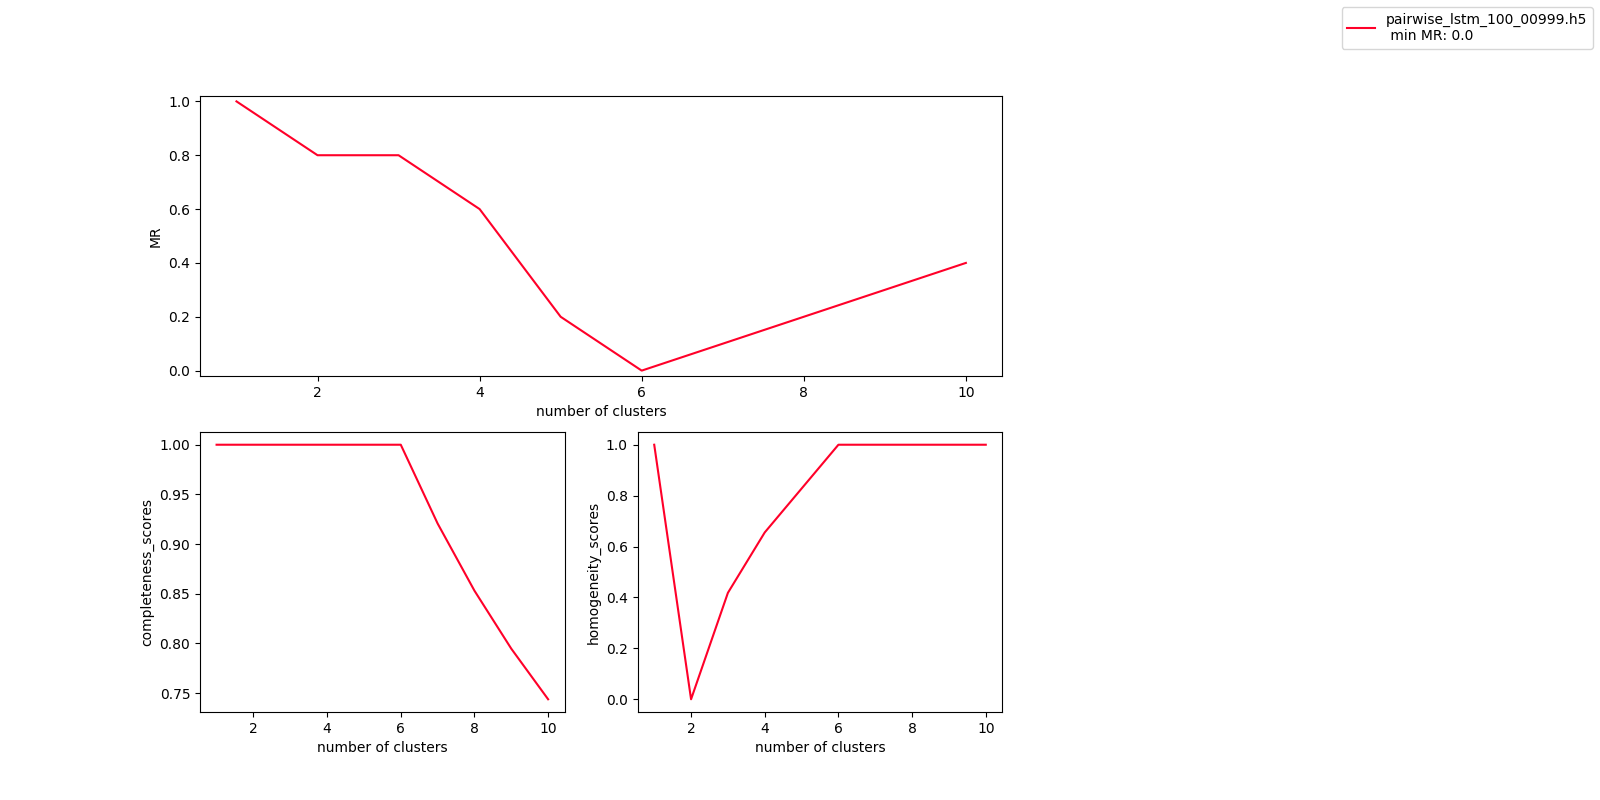 pairwise_lstm_100_00999.h5
min MR: 0.0
1.0
0.8
0.6
0.4
0.2
0.0
MR
2 4 6 8 10
number of clusters
1.00
0.95
0.90
0.85
0.80
0.75
completeness_scores
2 4 6 8 10
number of clusters
1.0
0.8
0.6
0.4
0.2
0.0
homogeneity_scores
2 4 6 8 10
number of clusters